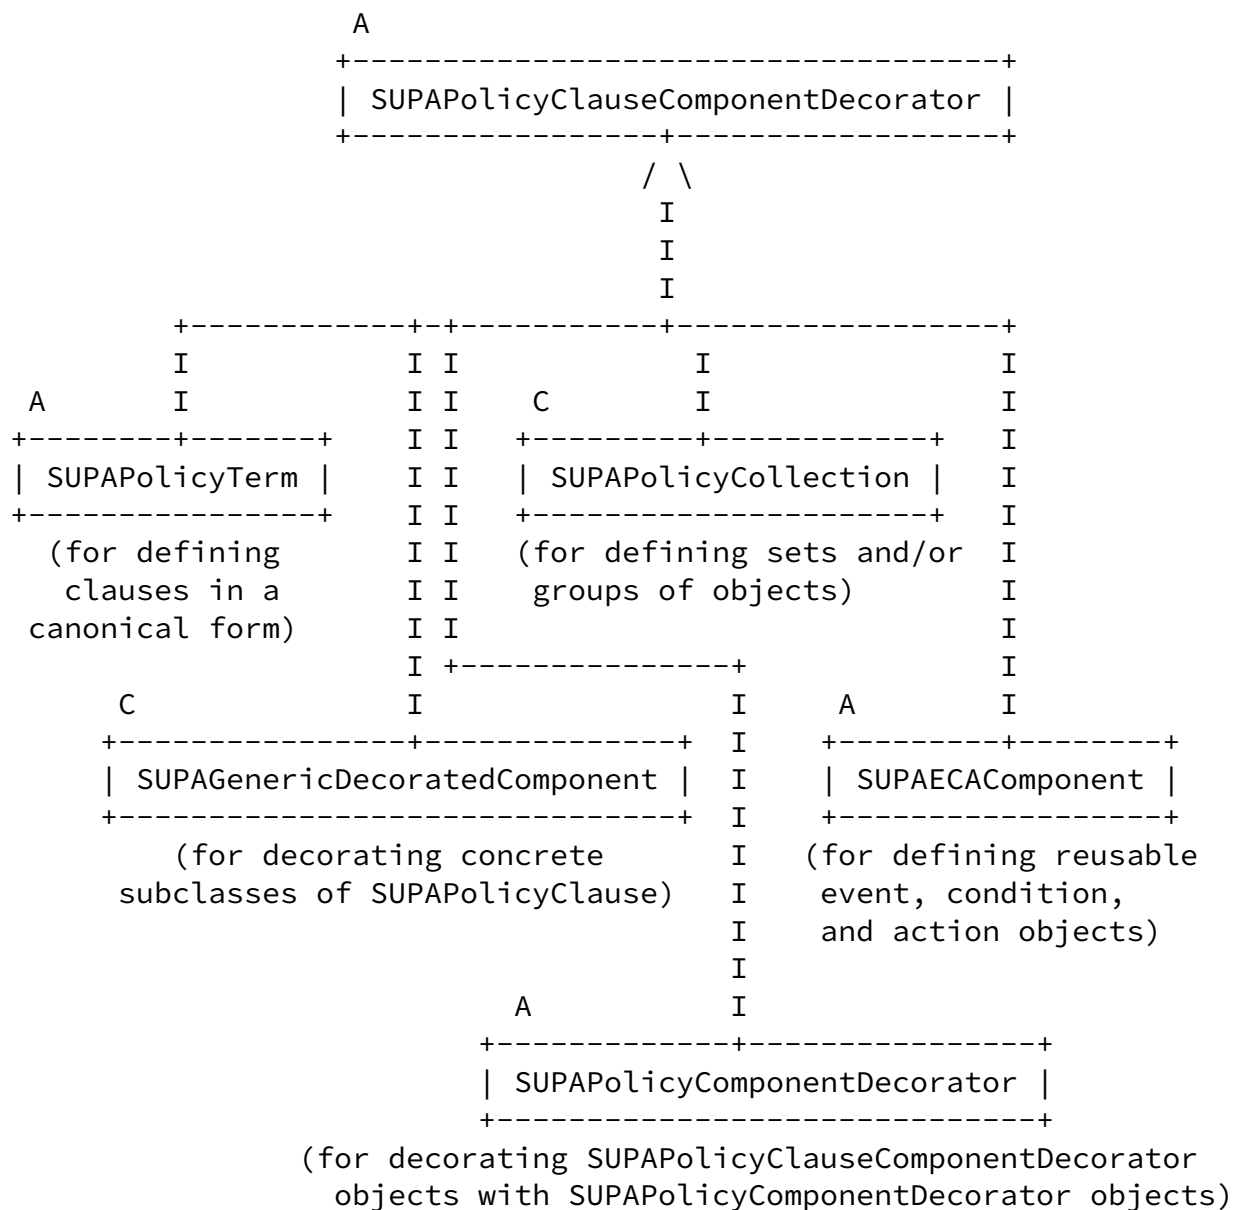 A
SUPAPolicyClauseComponentDecorator
A
C
SUPAPolicyTerm
SUPAPolicyCollection
(for defining
clauses in a
canonical form)
(for defining sets and/or
groups of objects)
C
A
SUPAGenericDecoratedComponent
SUPAECAComponent
(for decorating concrete
subclasses of SUPAPolicyClause)
(for defining reusable
event, condition,
and action objects)
A
SUPAPolicyComponentDecorator
(for decorating SUPAPolicyClauseComponentDecorator
objects with SUPAPolicyComponentDecorator objects)